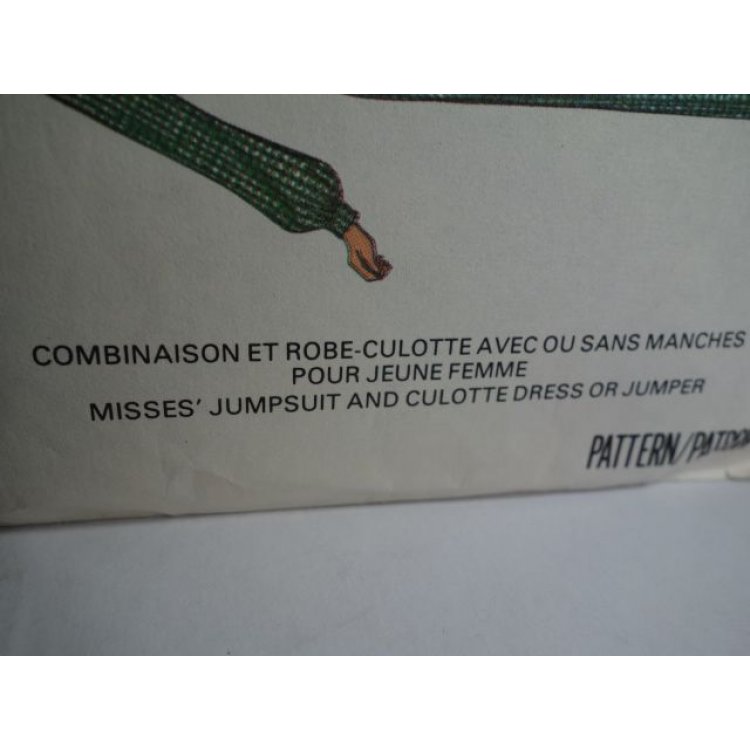 COMBINAISON ET ROBE-CULOTTE AVEC OU SANS MANCHES
POUR JEUNE FEMME
MISSES' JUMPSUIT AND CULOTTE DRESS OR JUMPER
PATTERN/PATRON